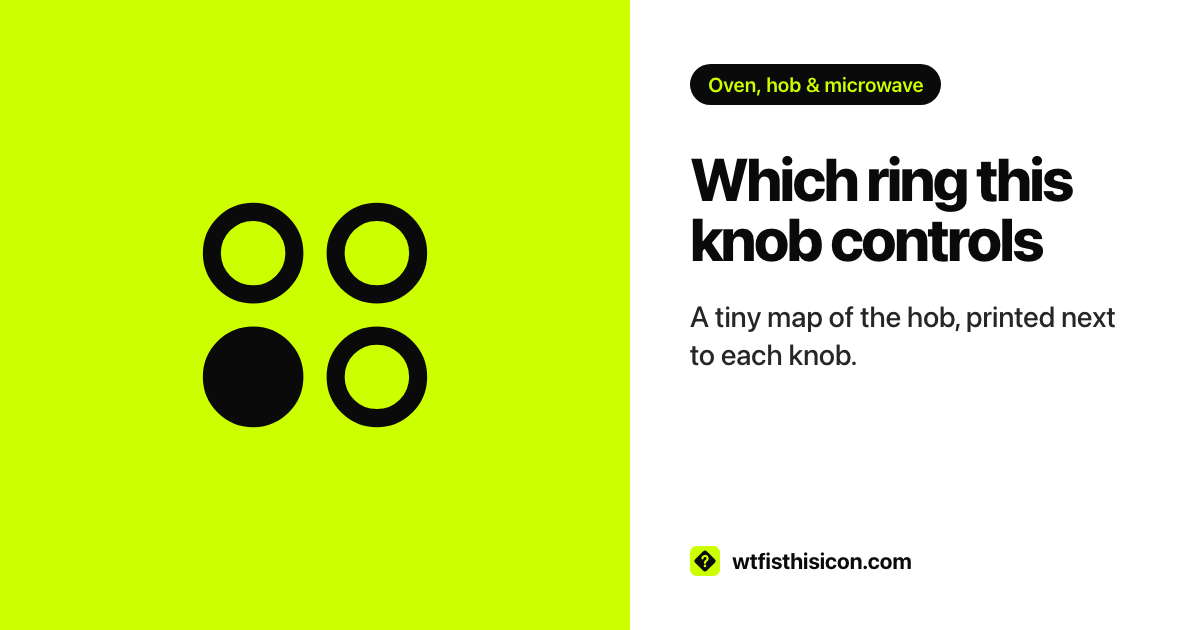 Oven, hob & microwave
Which ring this
knob controls
A tiny map of the hob, printed next
to each knob.
?
wtfisthisicon.com